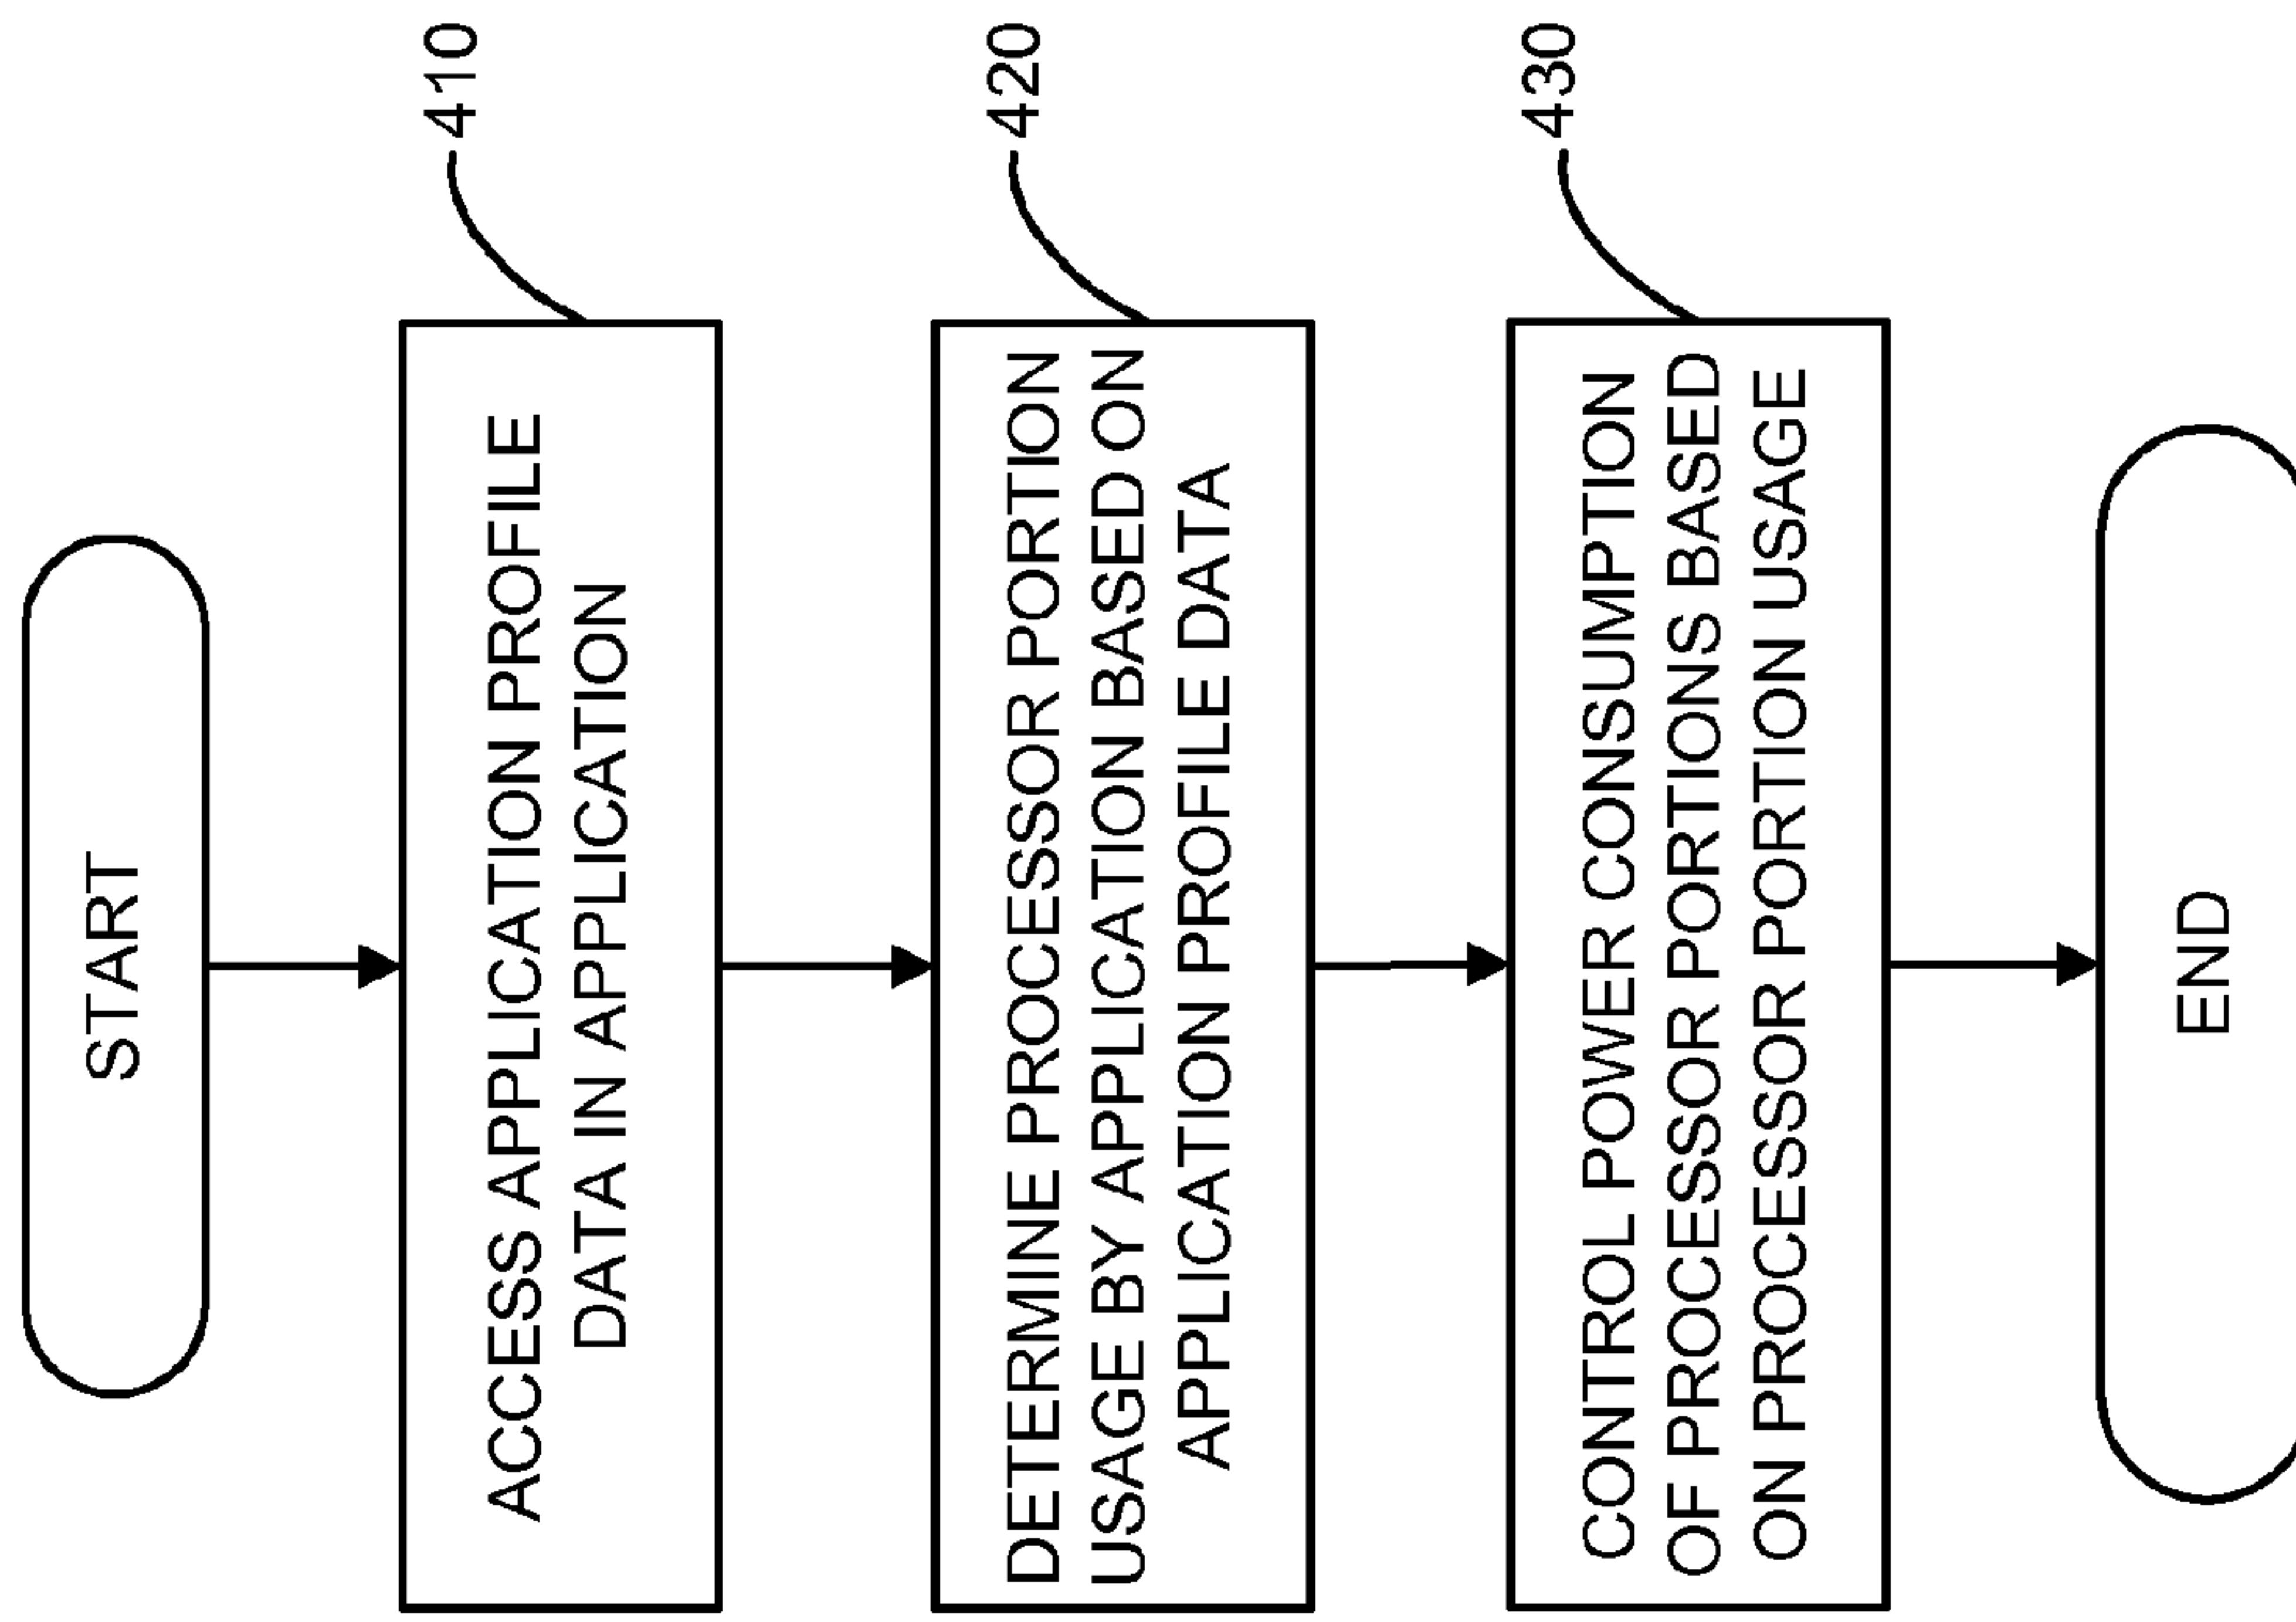 START
410
ACCESS APPLICATION PROFILE
DATA IN APPLICATION
420
DETERMINE PROCESSOR PORTION
USAGE BY APPLICATION BASED ON
APPLICATION PROFILE DATA
430
CONTROL POWER CONSUMPTION
OF PROCESSOR PORTIONS BASED
ON PROCESSOR PORTION USAGE
END